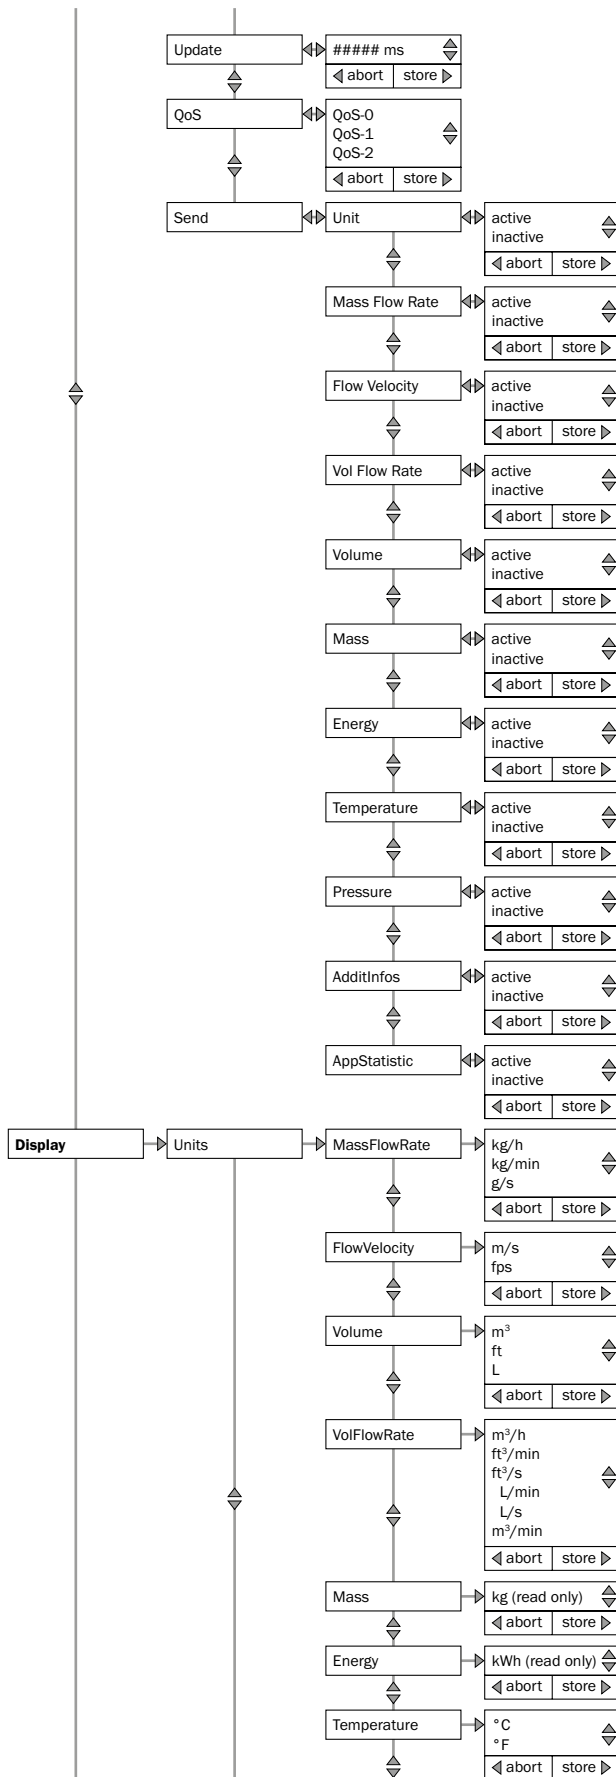 Update
##### ms
abort store
QoS
QoS-0
QoS-1
QoS-2
abort store
Send
Unit
active
inactive
abort store
Mass Flow Rate
active
inactive
abort store
Flow Velocity
active
inactive
abort store
Vol Flow Rate
active
inactive
abort store
Volume
active
inactive
abort store
Mass
active
inactive
abort store
Energy
active
inactive
abort store
Temperature
active
inactive
abort store
Pressure
active
inactive
abort store
AdditInfos
active
inactive
abort store
AppStatistic
active
inactive
abort store
Display
Units
MassFlowRate
kg/h
kg/min
g/s
abort store
FlowVelocity
m/s
fps
abort store
Volume
m³
ft
L
abort store
VolFlowRate
m³/h
ft³/min
ft³/s
L/min
L/s
m³/min
abort store
Mass
kg (read only)
abort store
Energy
kWh (read only)
abort store
Temperature
°C
°F
abort store